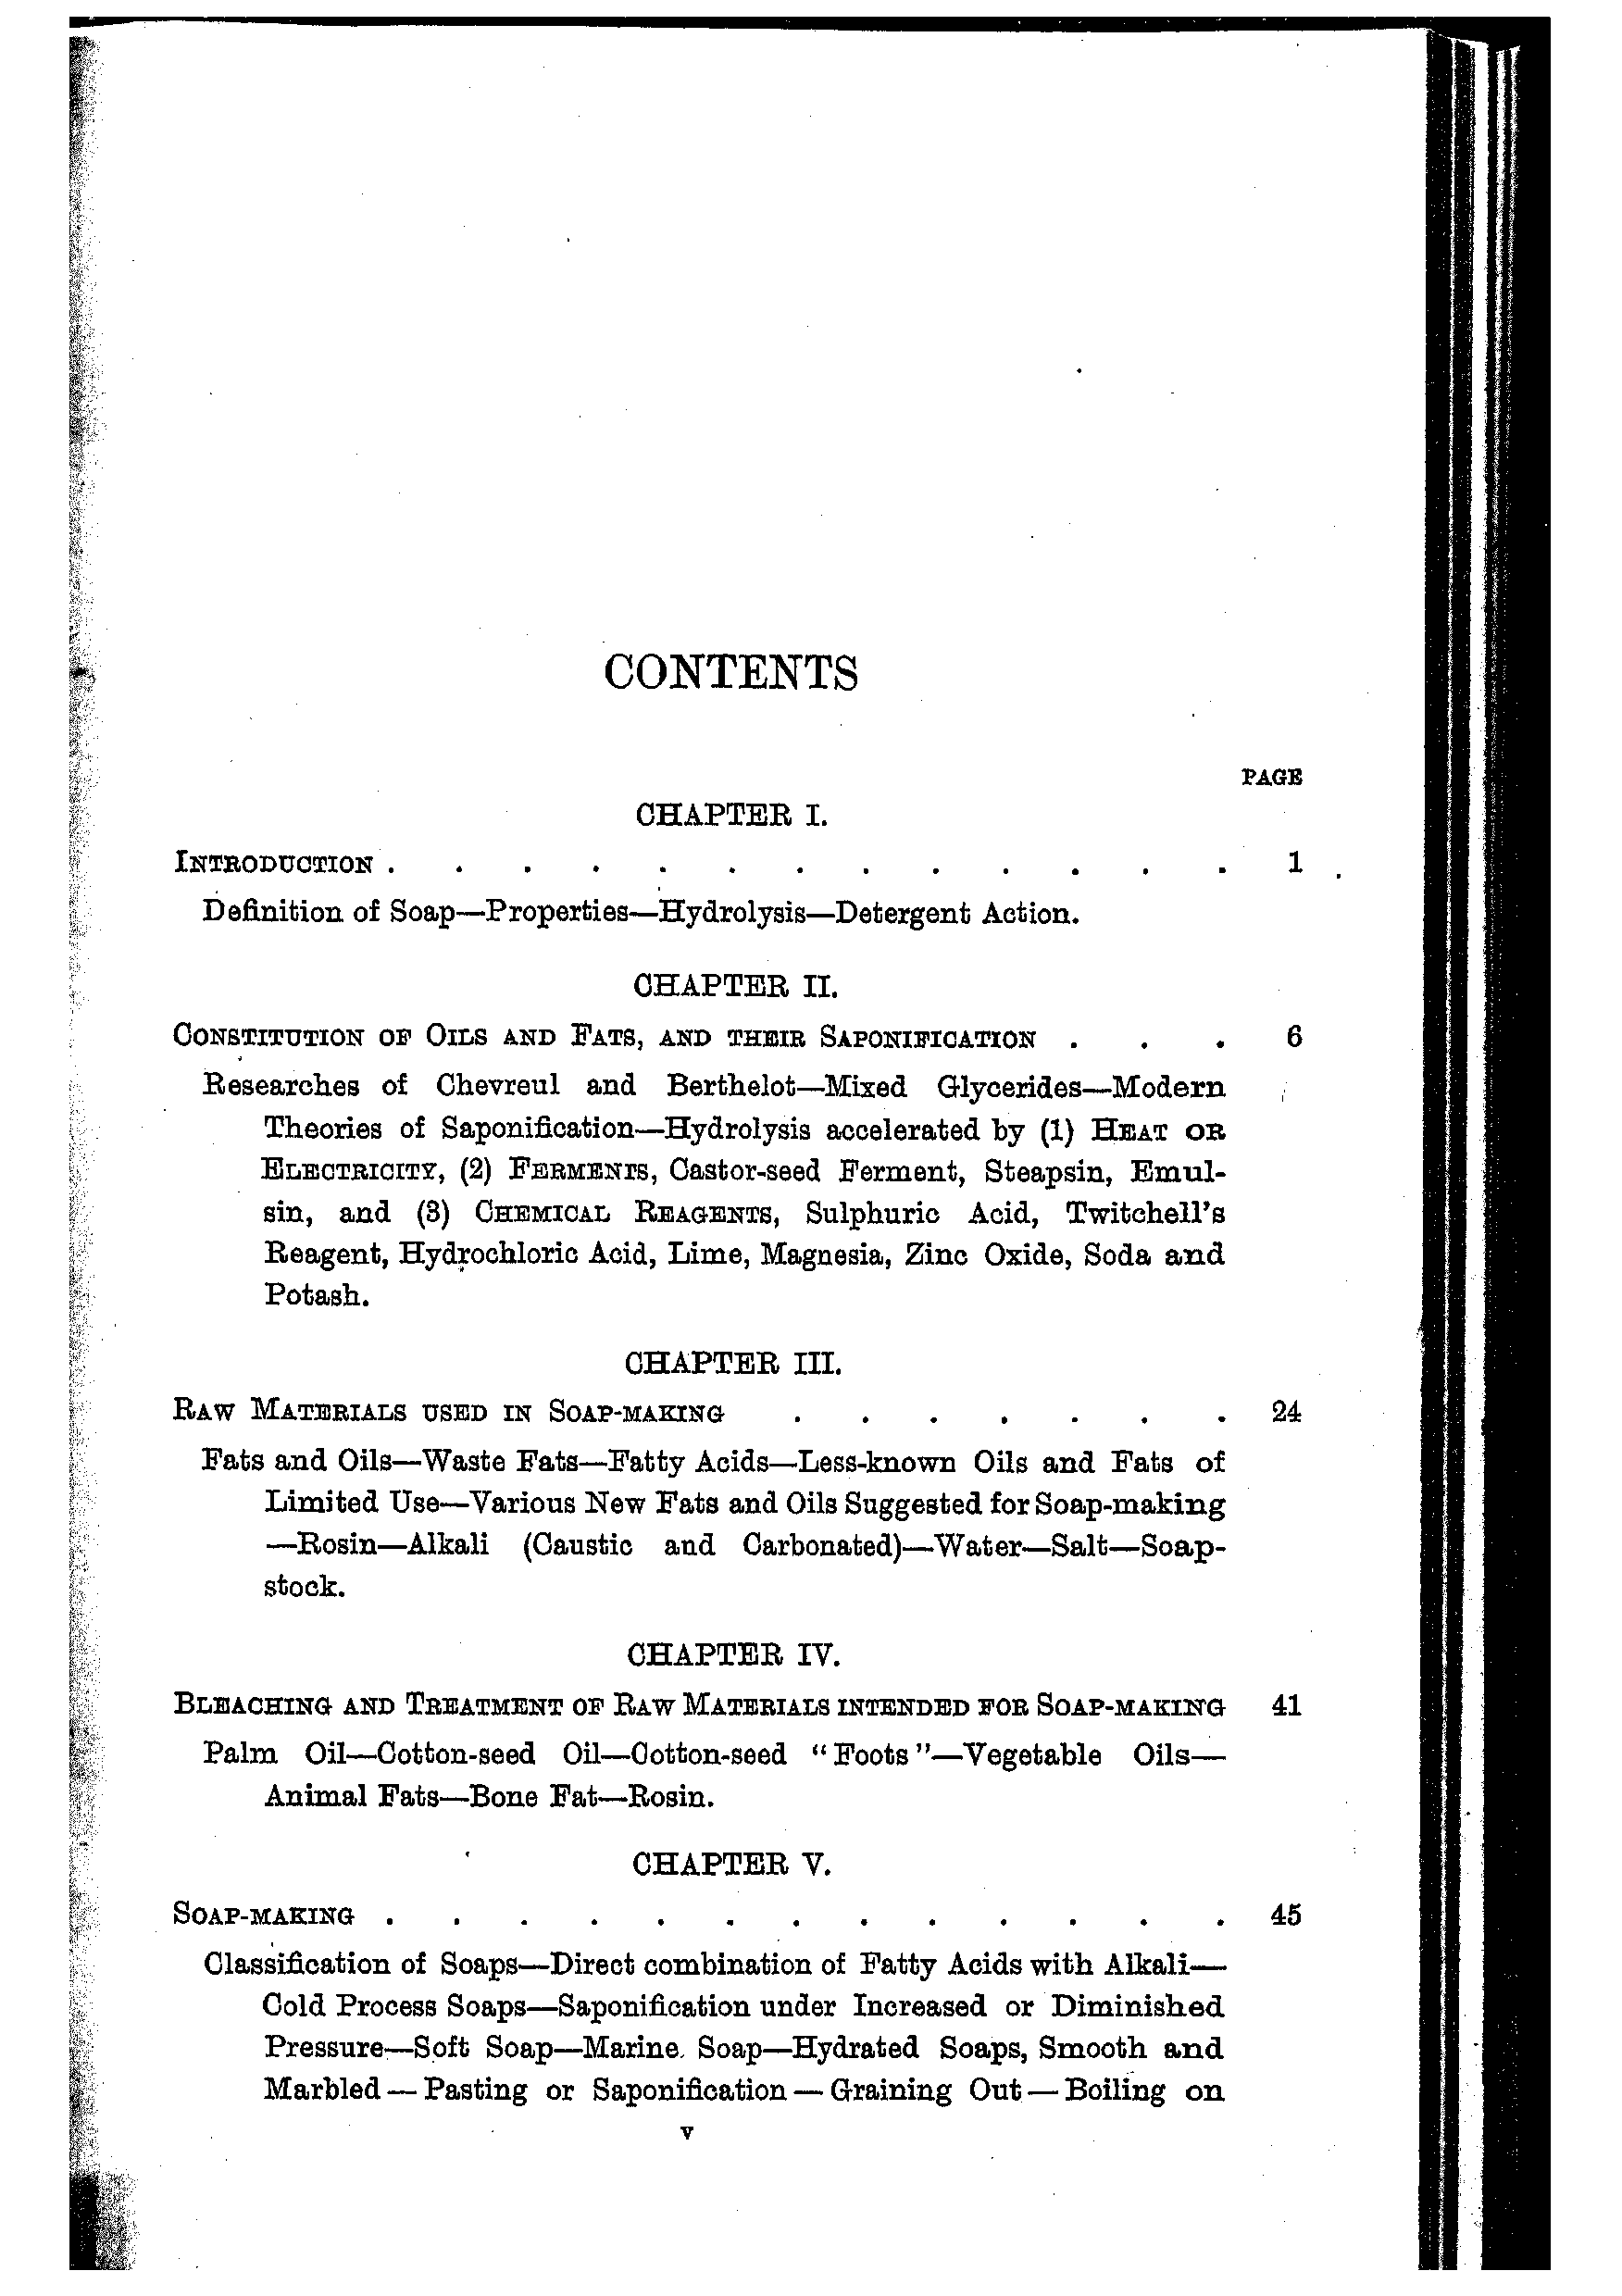 CONTENTS
PAGE
CHAPTER I.
INTRODUCTION . . . . . . . . . . . . . 1
Definition of Soap—Properties—Hydrolysis—Detergent Action.
CHAPTER II.
CONSTITUTION OF OILS AND FATS, AND THEIR SAPONIFICATION . . . 6
Researches of Chevreul and Berthelot—Mixed Glycerides—Modern
Theories of Saponification—Hydrolysis accelerated by (1) HEAT OR
ELECTRICITY, (2) FERMENTS, Castor-seed Ferment, Steapsin, Emul-
sin, and (3) CHEMICAL REAGENTS, Sulphuric Acid, Twitchell's
Reagent, Hydrochloric Acid, Lime, Magnesia, Zinc Oxide, Soda and
Potash.
CHAPTER III.
RAW MATERIALS USED IN SOAP-MAKING . . . . . . . 24
Fats and Oils—Waste Fats—Fatty Acids—Less-known Oils and Fats of
Limited Use—Various New Fats and Oils Suggested for Soap-making
—Rosin—Alkali (Caustic and Carbonated)—Water—Salt—Soap-
stock.
CHAPTER IV.
BLEACHING AND TREATMENT OF RAW MATERIALS INTENDED FOR SOAP-MAKING 41
Palm Oil—Cotton-seed Oil—Cotton-seed "Foots"—Vegetable Oils—
Animal Fats—Bone Fat—Rosin.
CHAPTER V.
SOAP-MAKING . . . . . . . . . . . . . 45
Classification of Soaps—Direct combination of Fatty Acids with Alkali—
Cold Process Soaps—Saponification under Increased or Diminished
Pressure—Soft Soap—Marine Soap—Hydrated Soaps, Smooth and
Marbled—Pasting or Saponification—Graining Out—Boiling on
v